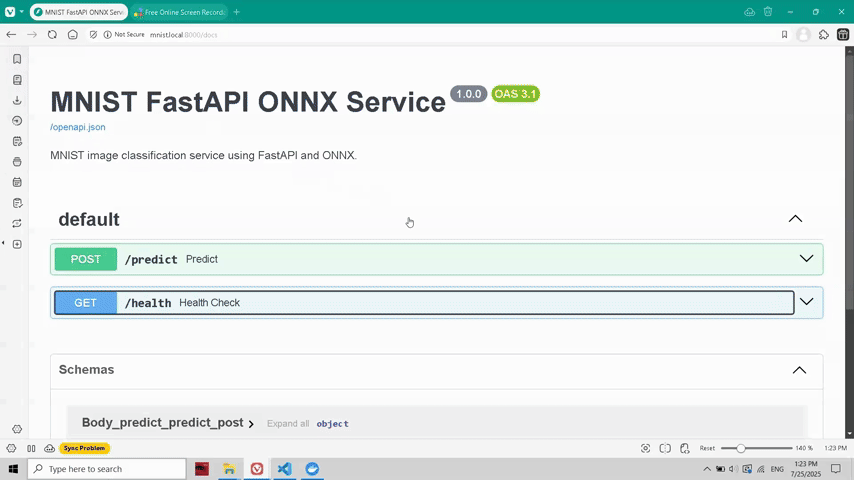 MNIST FastAPI ONNX Servic
Free Online Screen Record
Not Secure
mnist.local:8000/docs
MNIST FastAPI ONNX Service 1.0.0 OAS 3.1
/openapi.json
MNIST image classification service using FastAPI and ONNX.
default
POST /predict Predict
GET /health Health Check
Schemas
Body_predict_predict_post Expand all object
Sync Problem
Reset 140 % 1:23 PM
Type here to search
ENG
1:23 PM
7/25/2025